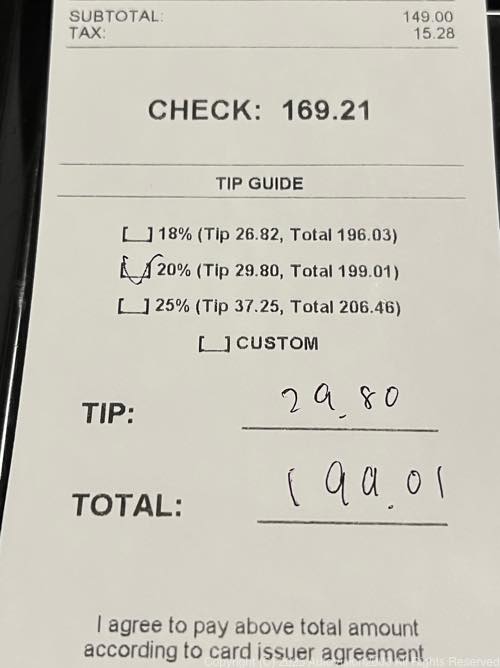 SUBTOTAL: 149.00
TAX: 15.28
CHECK: 169.21
TIP GUIDE
[ ] 18% (Tip 26.82, Total 196.03)
[✓] 20% (Tip 29.80, Total 199.01)
[ ] 25% (Tip 37.25, Total 206.46)
[ ] CUSTOM
TIP: 29.80
TOTAL: 199.01
I agree to pay above total amount
according to card issuer agreement